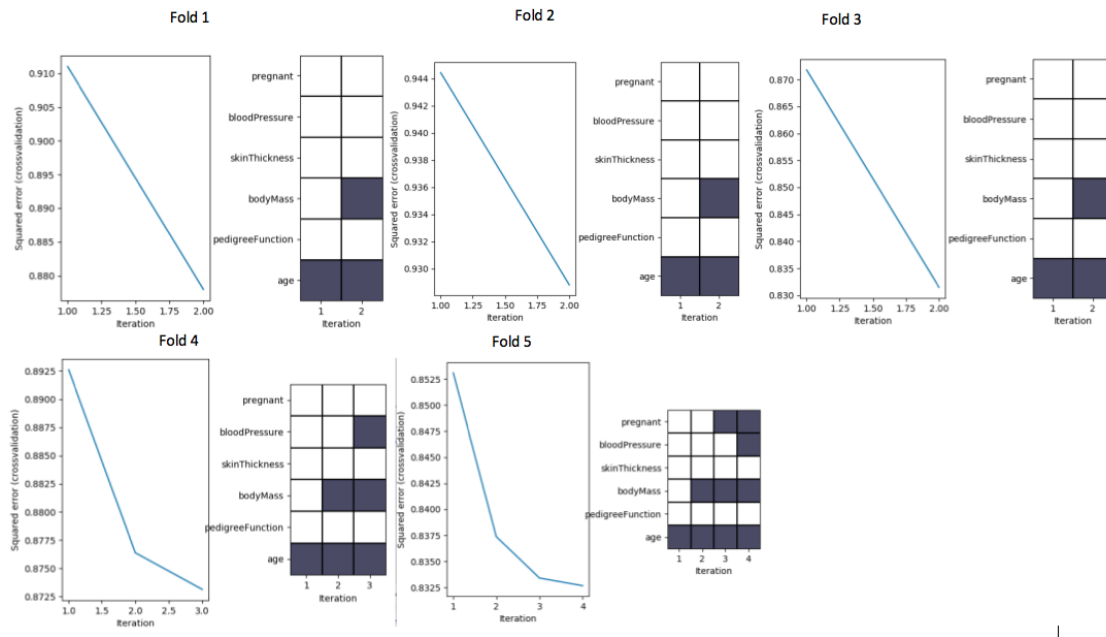 Fold 1
Fold 2
Fold 3
0.910
0.905
0.900
0.895
0.890
0.885
0.880
Squared error (crossvalidation)
1.00 1.25 1.50 1.75 2.00
Iteration
pregnant
bloodPressure
skinThickness
bodyMass
pedigreeFunction
age
1 2
Iteration
0.944
0.942
0.940
0.938
0.936
0.934
0.932
0.930
Squared error (crossvalidation)
1.00 1.25 1.50 1.75 2.00
Iteration
pregnant
bloodPressure
skinThickness
bodyMass
pedigreeFunction
age
1 2
Iteration
0.870
0.865
0.860
0.855
0.850
0.845
0.840
0.835
0.830
Squared error (crossvalidation)
1.00 1.25 1.50 1.75 2.00
Iteration
pregnant
bloodPressure
skinThickness
bodyMass
pedigreeFunction
age
1 2
Iteration
Fold 4
Fold 5
0.8925
0.8900
0.8875
0.8850
0.8825
0.8800
0.8775
0.8750
0.8725
Squared error (crossvalidation)
1.0 1.5 2.0 2.5 3.0
Iteration
pregnant
bloodPressure
skinThickness
bodyMass
pedigreeFunction
age
1 2 3
Iteration
0.8525
0.8500
0.8475
0.8450
0.8425
0.8400
0.8375
0.8350
0.8325
Squared error (crossvalidation)
1 2 3 4
Iteration
pregnant
bloodPressure
skinThickness
bodyMass
pedigreeFunction
age
1 2 3 4
Iteration